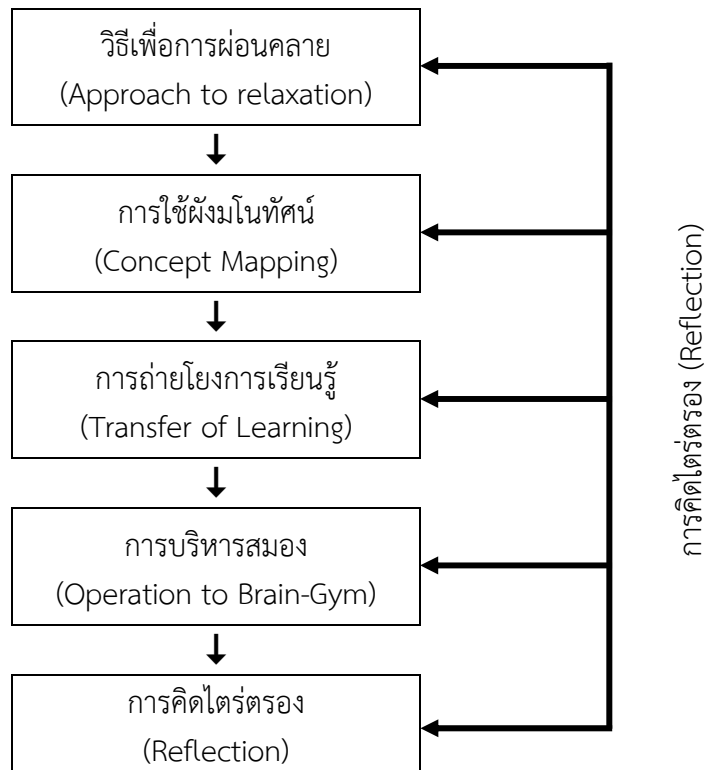 วิธีเพื่อการผ่อนคลาย
(Approach to relaxation)
การใช้ผังมโนทัศน์
(Concept Mapping)
การถ่ายโยงการเรียนรู้
(Transfer of Learning)
การบริหารสมอง
(Operation to Brain-Gym)
การคิดไตร่ตรอง
(Reflection)
การคิดไตร่ตรอง (Reflection)